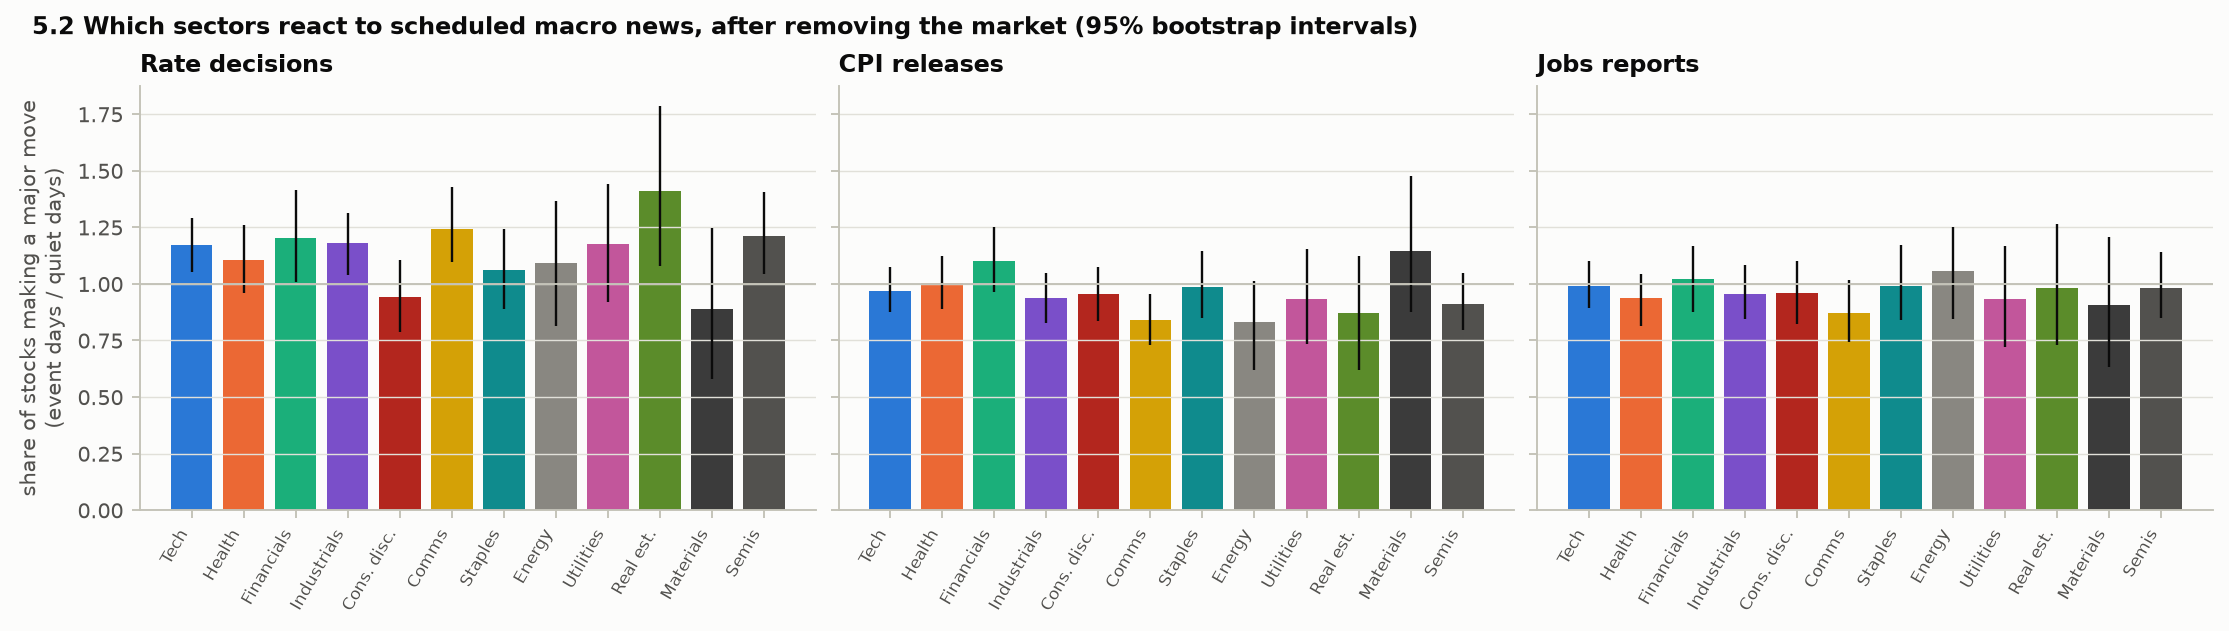 5.2 Which sectors react to scheduled macro news, after removing the market (95% bootstrap intervals)
Rate decisions
CPI releases
Jobs reports
share of stocks making a major move
(event days / quiet days)
1.75
1.50
1.25
1.00
0.75
0.50
0.25
0.00
Tech
Health
Financials
Industrials
Cons. disc.
Comms
Staples
Energy
Utilities
Real est.
Materials
Semis
Tech
Health
Financials
Industrials
Cons. disc.
Comms
Staples
Energy
Utilities
Real est.
Materials
Semis
Tech
Health
Financials
Industrials
Cons. disc.
Comms
Staples
Energy
Utilities
Real est.
Materials
Semis